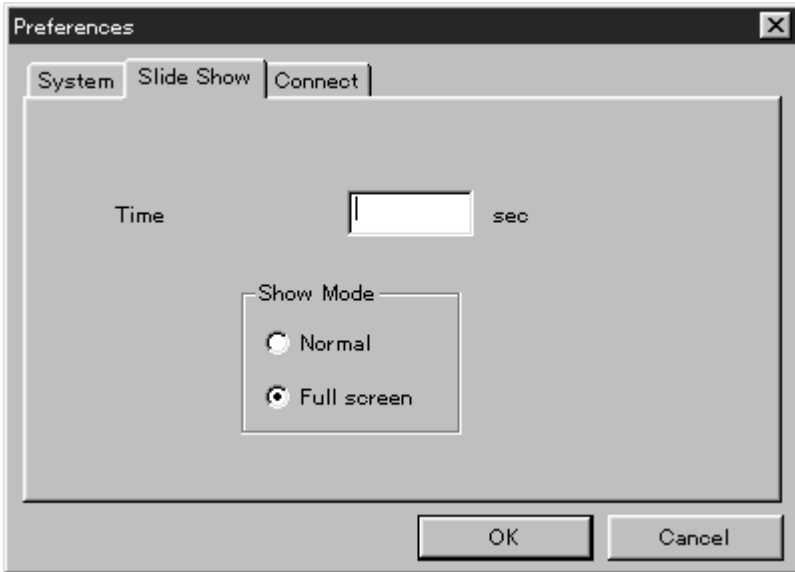 Preferences
System Slide Show Connect
Time sec
Show Mode
Normal
Full screen
OK Cancel